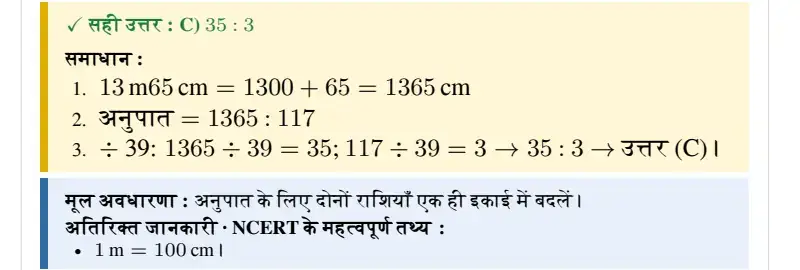 ✓ सही उत्तर : C) 35 : 3
समाधान :
1. 13 m65 cm = 1300 + 65 = 1365 cm
2. अनुपात = 1365 : 117
3. ÷ 39: 1365 ÷ 39 = 35; 117 ÷ 39 = 3 → 35 : 3 → उत्तर (C)।
मूल अवधारणा : अनुपात के लिए दोनों राशियाँ एक ही इकाई में बदलें।
अतिरिक्त जानकारी · NCERT के महत्वपूर्ण तथ्य :
• 1 m = 100 cm।